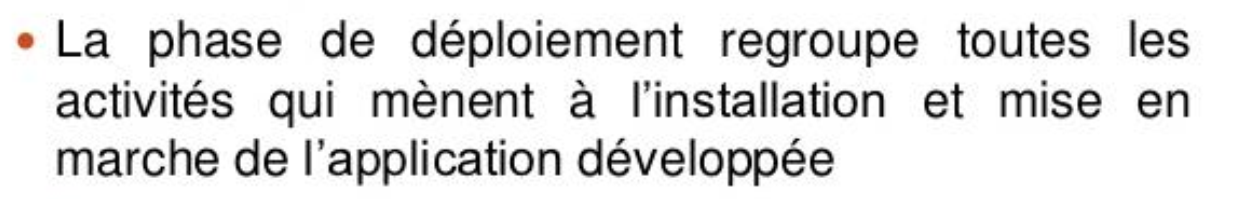 • La phase de déploiement regroupe toutes les
activités qui mènent à l'installation et mise en
marche de l'application développée